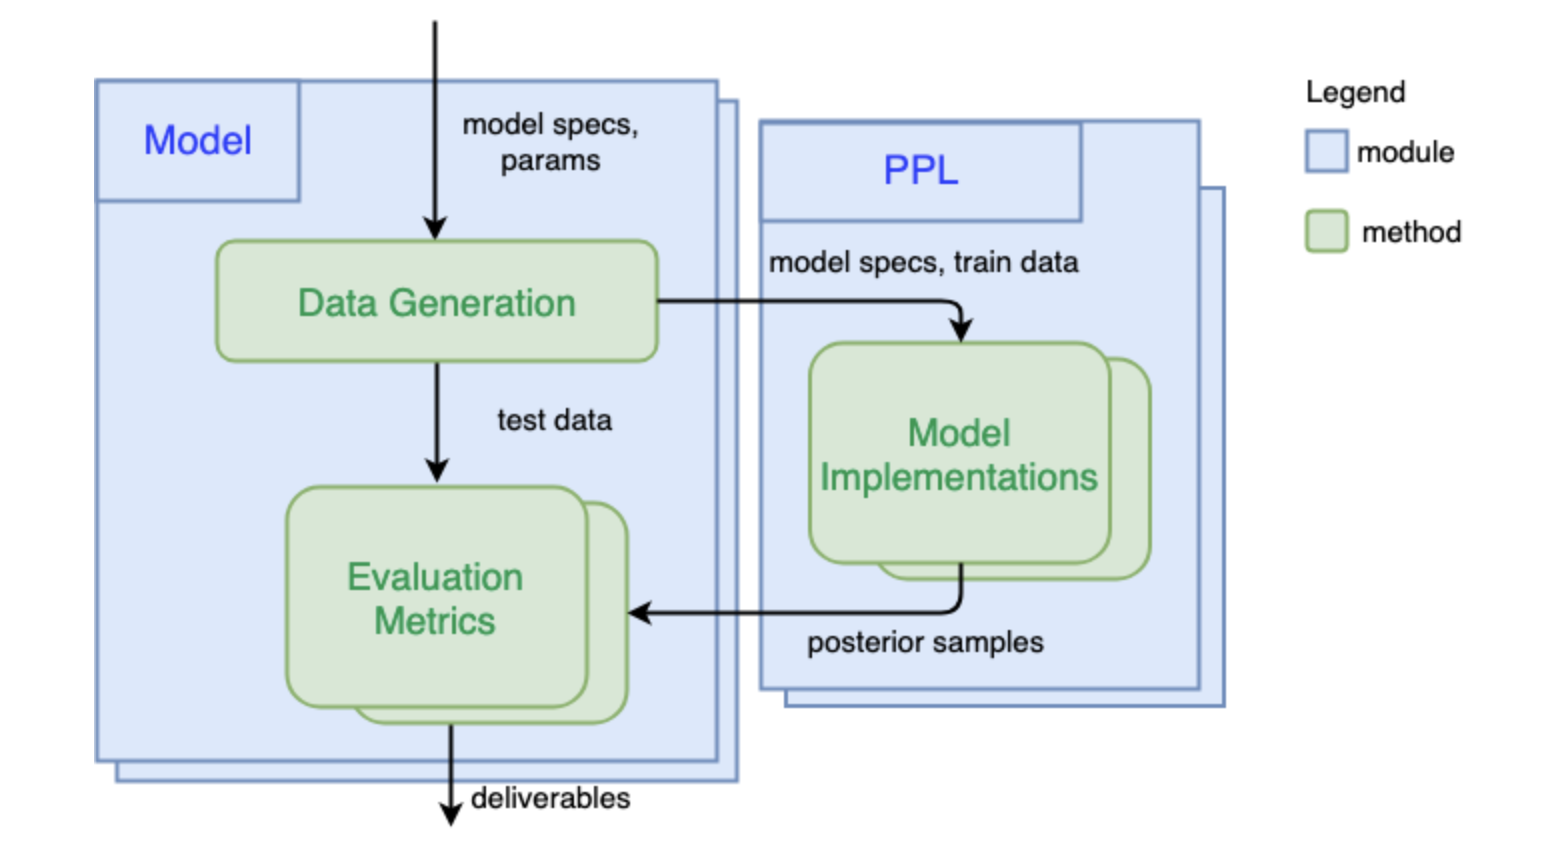 Model
model specs,
params
Data Generation
test data
Evaluation
Metrics
deliverables
PPL
model specs, train data
Model
Implementations
posterior samples
Legend
module
method